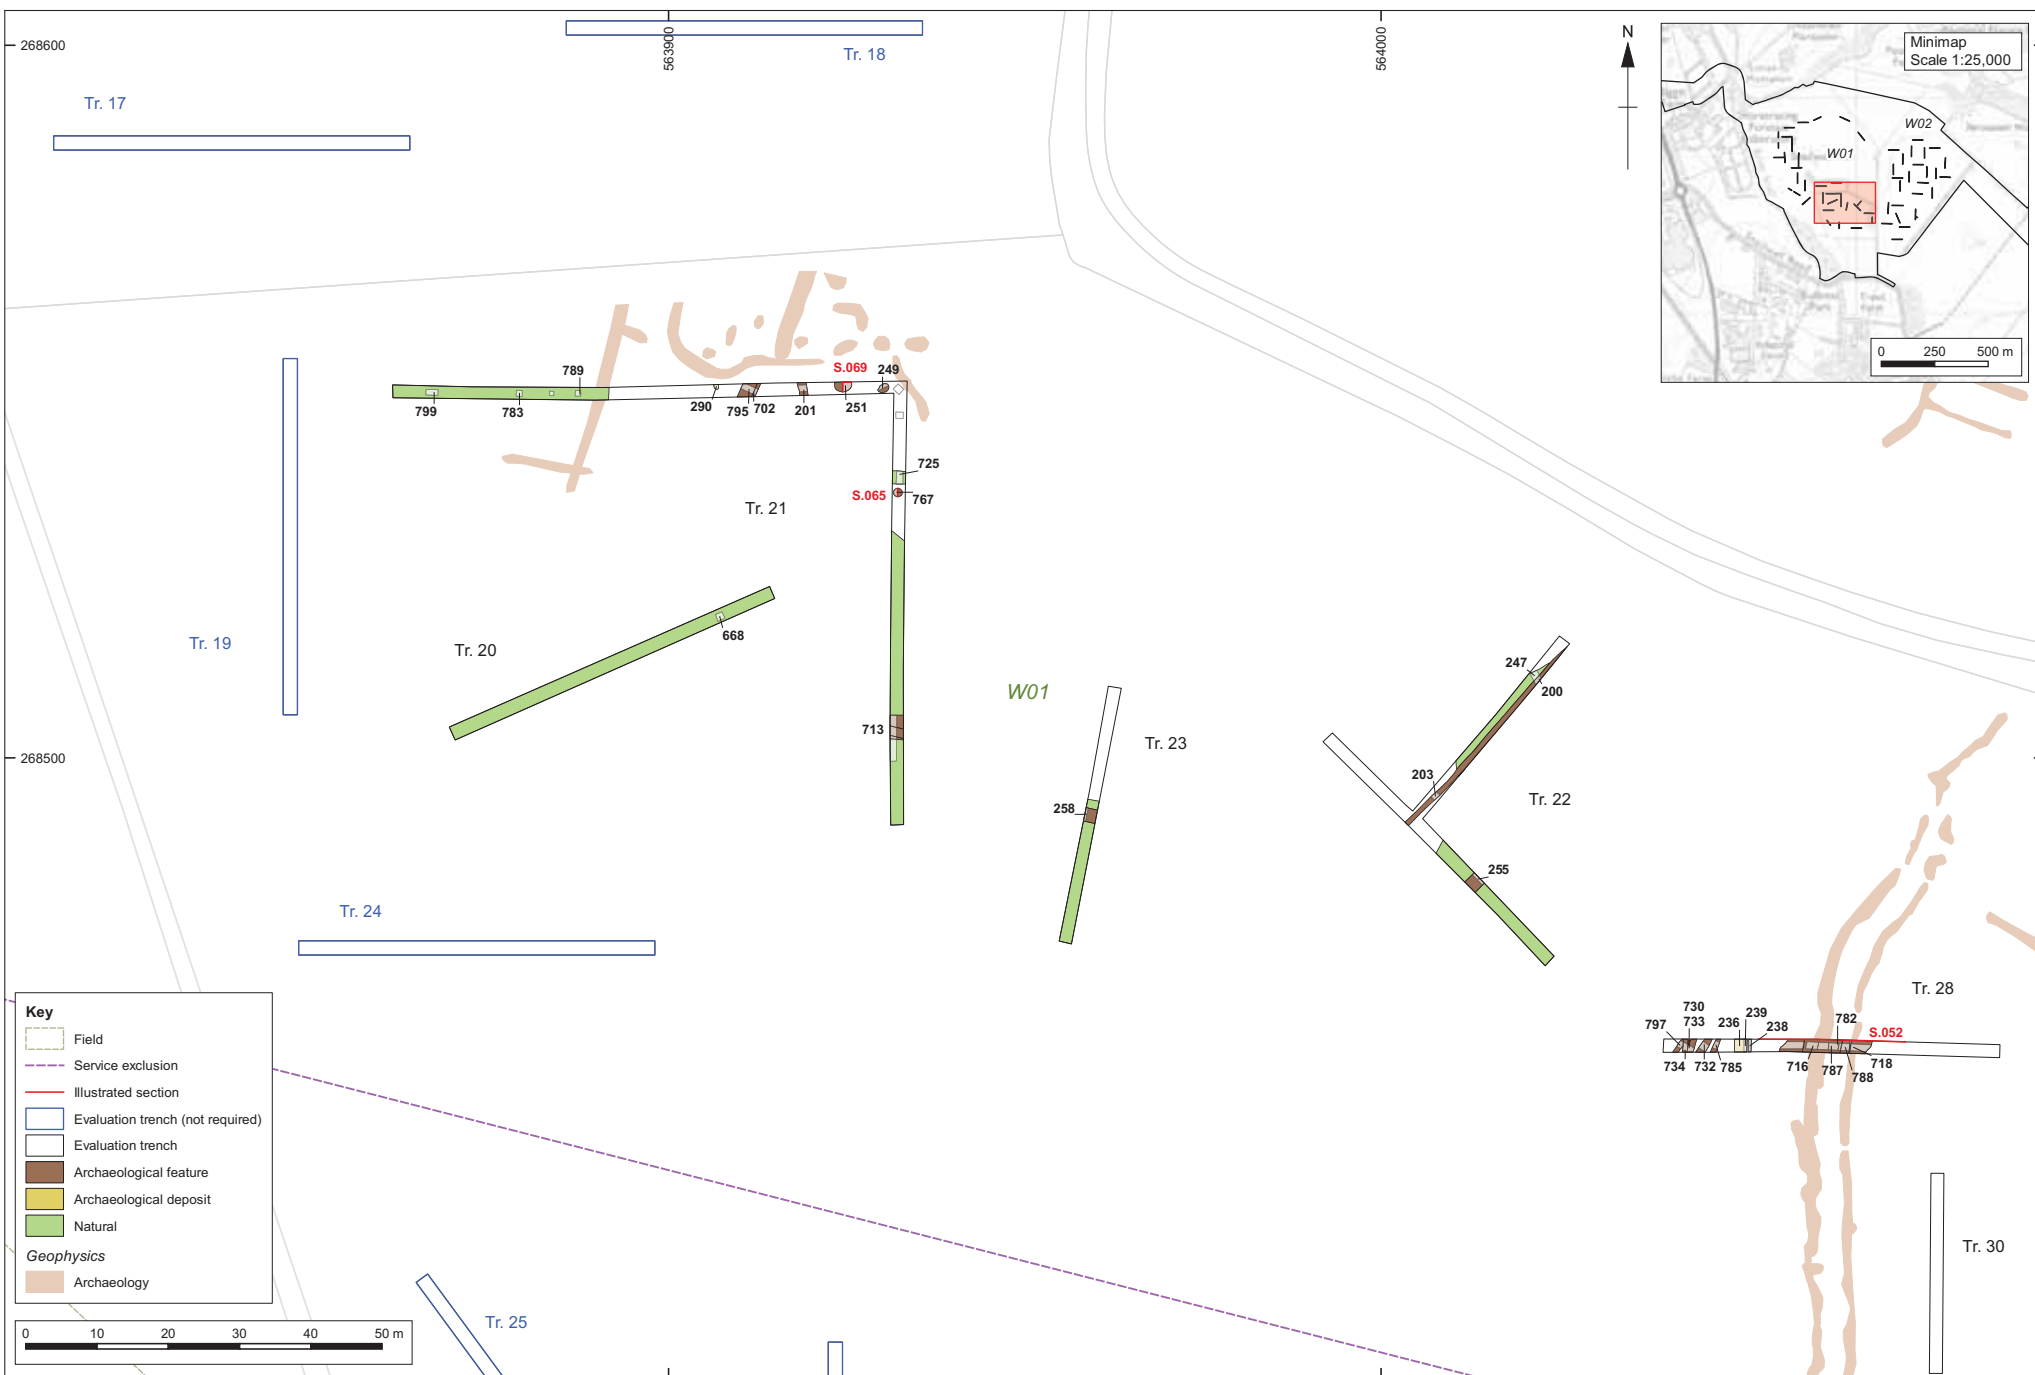 268600
563900
564000
N
Tr. 18
Tr. 17
Minimap
Scale 1:25,000
W02
W01
0 250 500 m
789
S.069
249
799
783
290
795
702
201
251
725
S.065
767
Tr. 21
Tr. 19
Tr. 20
668
W01
247
200
713
Tr. 23
268500
203
258
Tr. 22
255
Tr. 24
Tr. 28
730
239
797
733
236
238
782
S.052
734
732
785
716
787
788
718
Key
Field
Service exclusion
Illustrated section
Evaluation trench (not required)
Evaluation trench
Archaeological feature
Archaeological deposit
Natural
Geophysics
Archaeology
Tr. 30
Tr. 25
0 10 20 30 40 50 m